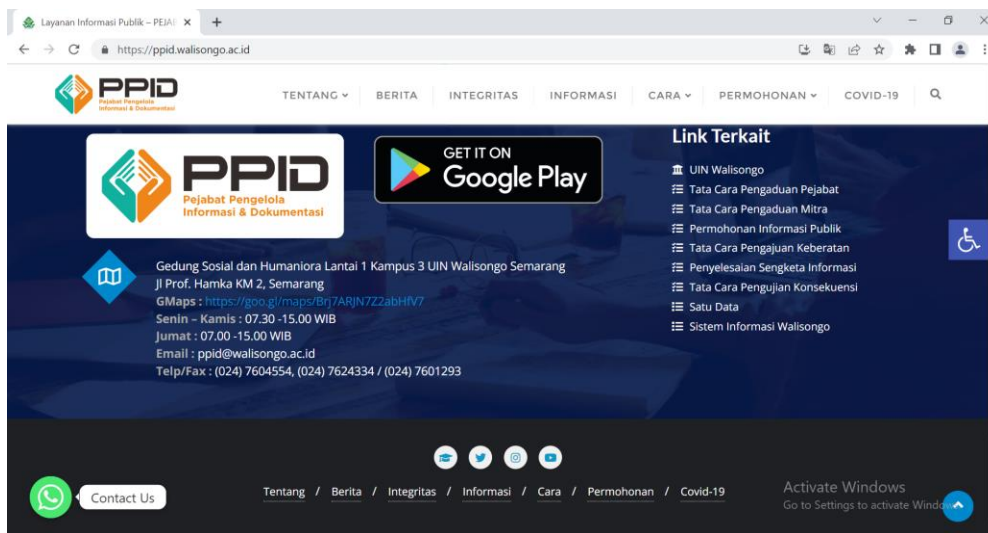 Layanan Informasi Publik – PEJA
https://ppid.walisongo.ac.id
PPID
Pejabat Pengelola
Informasi & Dokumentasi
TENTANG
BERITA
INTEGRITAS
INFORMASI
CARA
PERMOHONAN
COVID-19
PPID
Pejabat Pengelola
Informasi & Dokumentasi
GET IT ON
Google Play
Gedung Sosial dan Humaniora Lantai 1 Kampus 3 UIN Walisongo Semarang
Jl Prof. Hamka KM 2, Semarang
GMaps : https://goo.gl/maps/Brj7ARJN7Z2abHfV7
Senin – Kamis : 07.30 -15.00 WIB
Jumat : 07.00 -15.00 WIB
Email : ppid@walisongo.ac.id
Telp/Fax : (024) 7604554, (024) 7624334 / (024) 7601293
Link Terkait
UIN Walisongo
Tata Cara Pengaduan Pejabat
Tata Cara Pengaduan Mitra
Permohonan Informasi Publik
Tata Cara Pengajuan Keberatan
Penyelesaian Sengketa Informasi
Tata Cara Pengujian Konsekuensi
Satu Data
Sistem Informasi Walisongo
Contact Us
Tentang / Berita / Integritas / Informasi / Cara / Permohonan / Covid-19
Activate Windows
Go to Settings to activate Windows